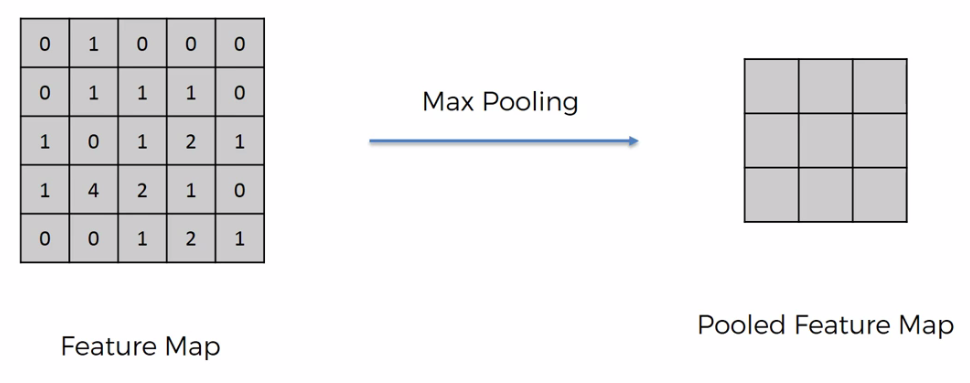 0 1 0 0 0
0 1 1 1 0
1 0 1 2 1
1 4 2 1 0
0 0 1 2 1
Max Pooling
Feature Map
Pooled Feature Map